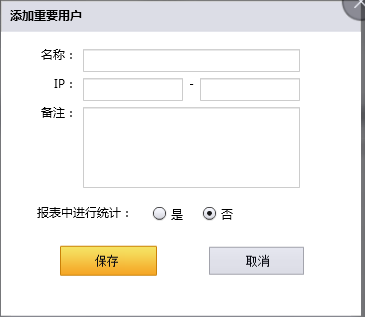 添加重要用户
名称：
IP： -
备注：
报表中进行统计： 是 否
保存 取消